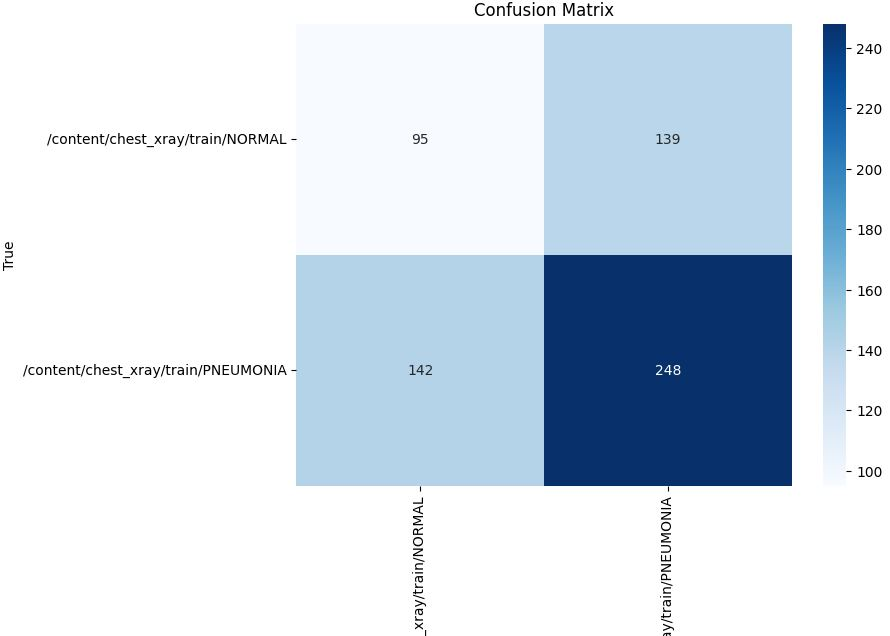 Confusion Matrix
/content/chest_xray/train/NORMAL
95
139
/content/chest_xray/train/PNEUMONIA
142
248
True
_xray/train/NORMAL
ay/train/PNEUMONIA
240
220
200
180
160
140
120
100